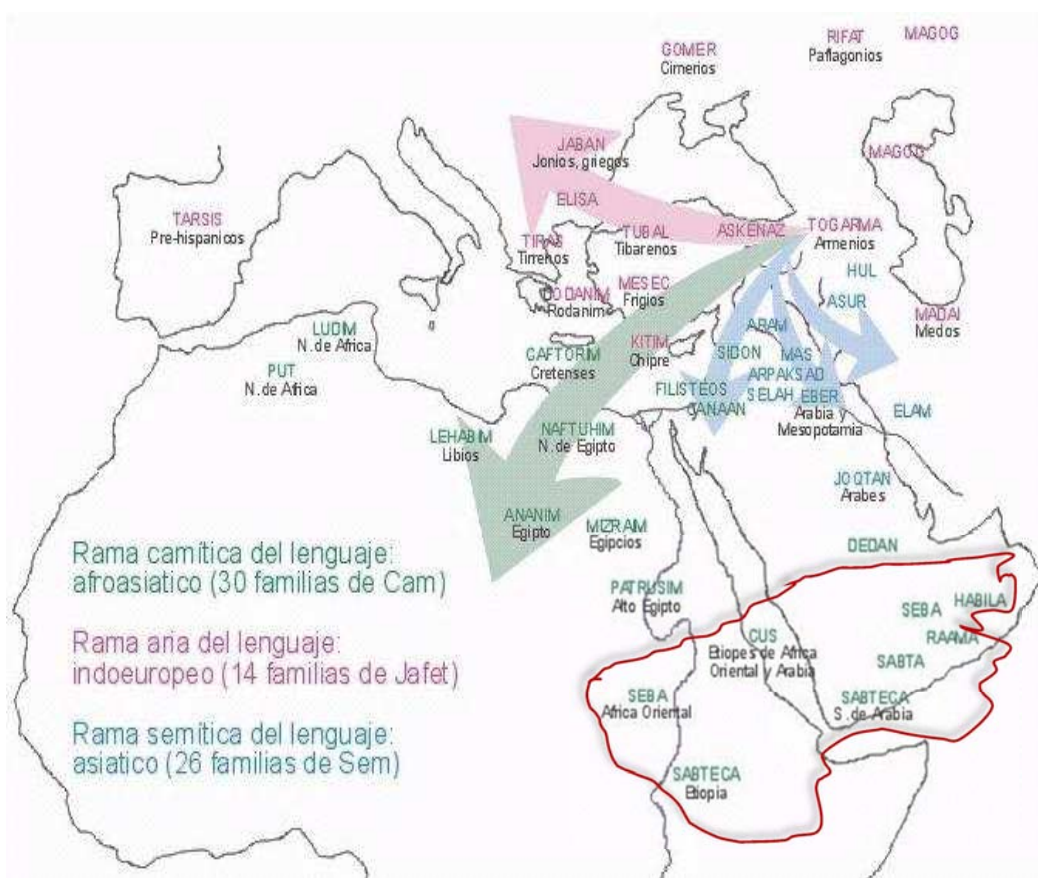 RIFAT
Paflagonios
MAGOG
GOMER
Cimerios
JABAN
Jonios, griegos
MAGOG
ELISA
TARSIS
Pre-hispanicos
TIRAS
Tirrenos
TUBAL
Tibarenos
ASKENAZ
TOGARMA
Armenios
HUL
ASUR
MESEC
Frigios
DODANIM
Rodanime
MADAI
Medos
LUDIM
N. de Africa
ARAM
KITIM
Chipre
SIDON
MAS
CAFTORIM
Cretenses
PUT
N. de Africa
ARPAKSAD
FILISTEOS
SELAH
EBER
CANAAN
Arabia y
Mesopotamia
ELAM
LEHABIM
Libios
NAFTUHIM
N. de Egipto
JOQTAN
Arabes
ANANIM
Egipto
MIZRAIM
Egipcios
DEDAN
Rama camítica del lenguaje:
afroasiatico (30 familias de Cam)
PATRUSIM
Alto Egipto
SEBA
HABILA
CUS
Etiopes de Africa
Oriental y Arabia
RAAMA
Rama aria del lenguaje:
indoeuropeo (14 familias de Jafet)
SABTA
SEBA
Africa Oriental
SABTECA
S. de Arabia
Rama semítica del lenguaje:
asiatico (26 familias de Sem)
SABTECA
Etiopia